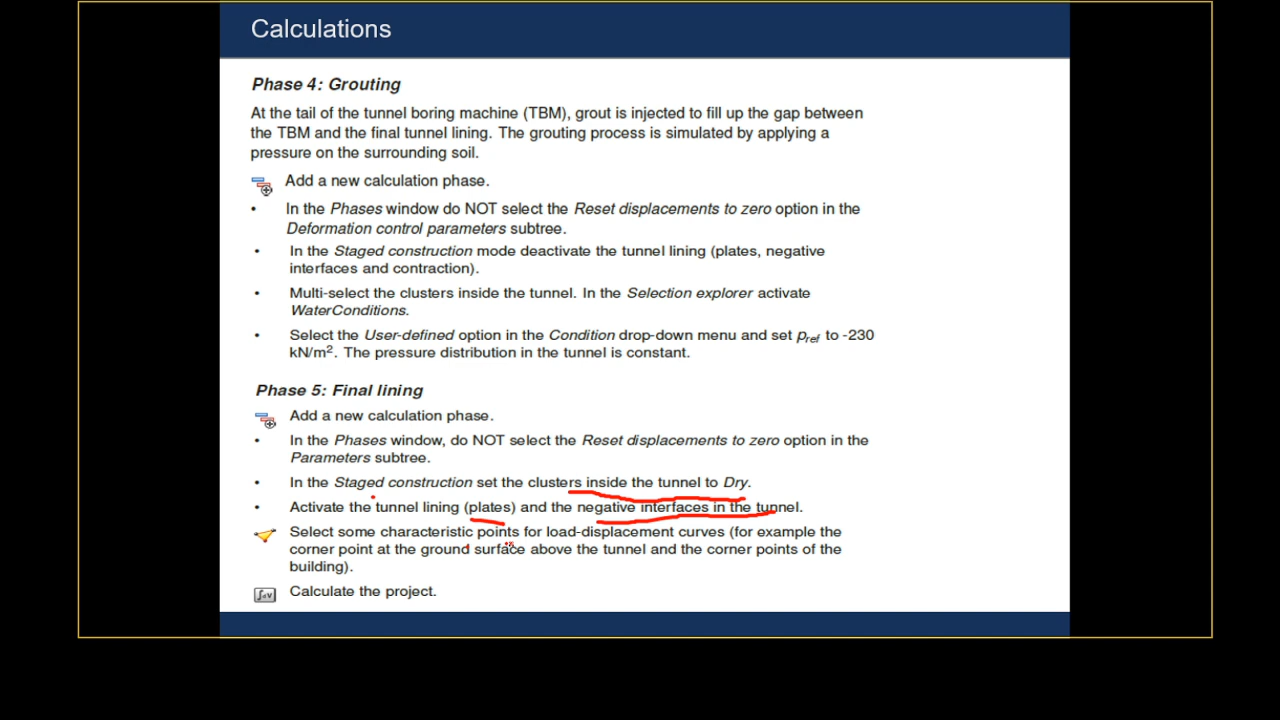 Calculations
Phase 4: Grouting
At the tail of the tunnel boring machine (TBM), grout is injected to fill up the gap between
the TBM and the final tunnel lining. The grouting process is simulated by applying a
pressure on the surrounding soil.
Add a new calculation phase.
• In the Phases window do NOT select the Reset displacements to zero option in the
Deformation control parameters subtree.
• In the Staged construction mode deactivate the tunnel lining (plates, negative
interfaces and contraction).
• Multi-select the clusters inside the tunnel. In the Selection explorer activate
WaterConditions.
• Select the User-defined option in the Condition drop-down menu and set pref to -230
kN/m2. The pressure distribution in the tunnel is constant.
Phase 5: Final lining
Add a new calculation phase.
• In the Phases window, do NOT select the Reset displacements to zero option in the
Parameters subtree.
• In the Staged construction set the clusters inside the tunnel to Dry.
• Activate the tunnel lining (plates) and the negative interfaces in the tunnel.
Select some characteristic points for load-displacement curves (for example the
corner point at the ground surface above the tunnel and the corner points of the
building).
Calculate the project.